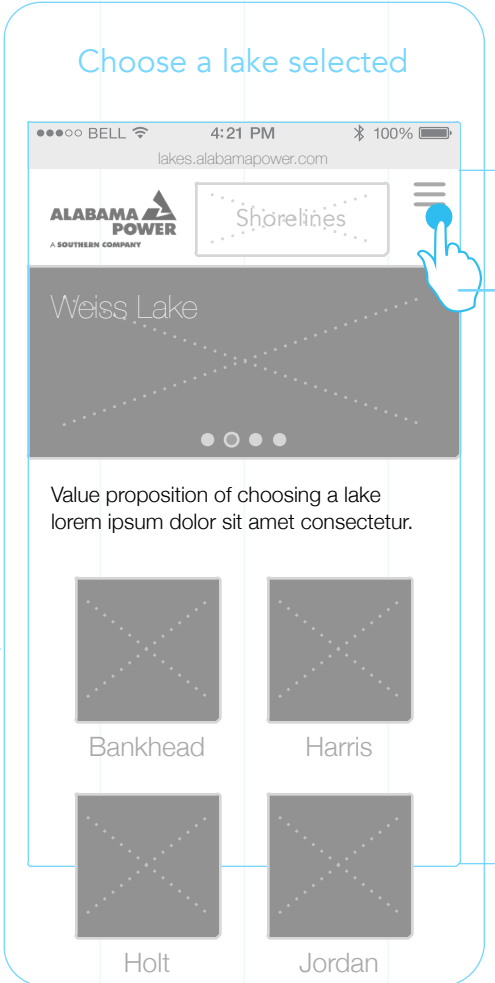 Choose a lake selected
BELL 4:21 PM 100%
lakes.alabamapower.com
ALABAMA
POWER
A SOUTHERN COMPANY
Shorelines
Weiss Lake
Value proposition of choosing a lake
lorem ipsum dolor sit amet consectetur.
Bankhead Harris
Holt Jordan